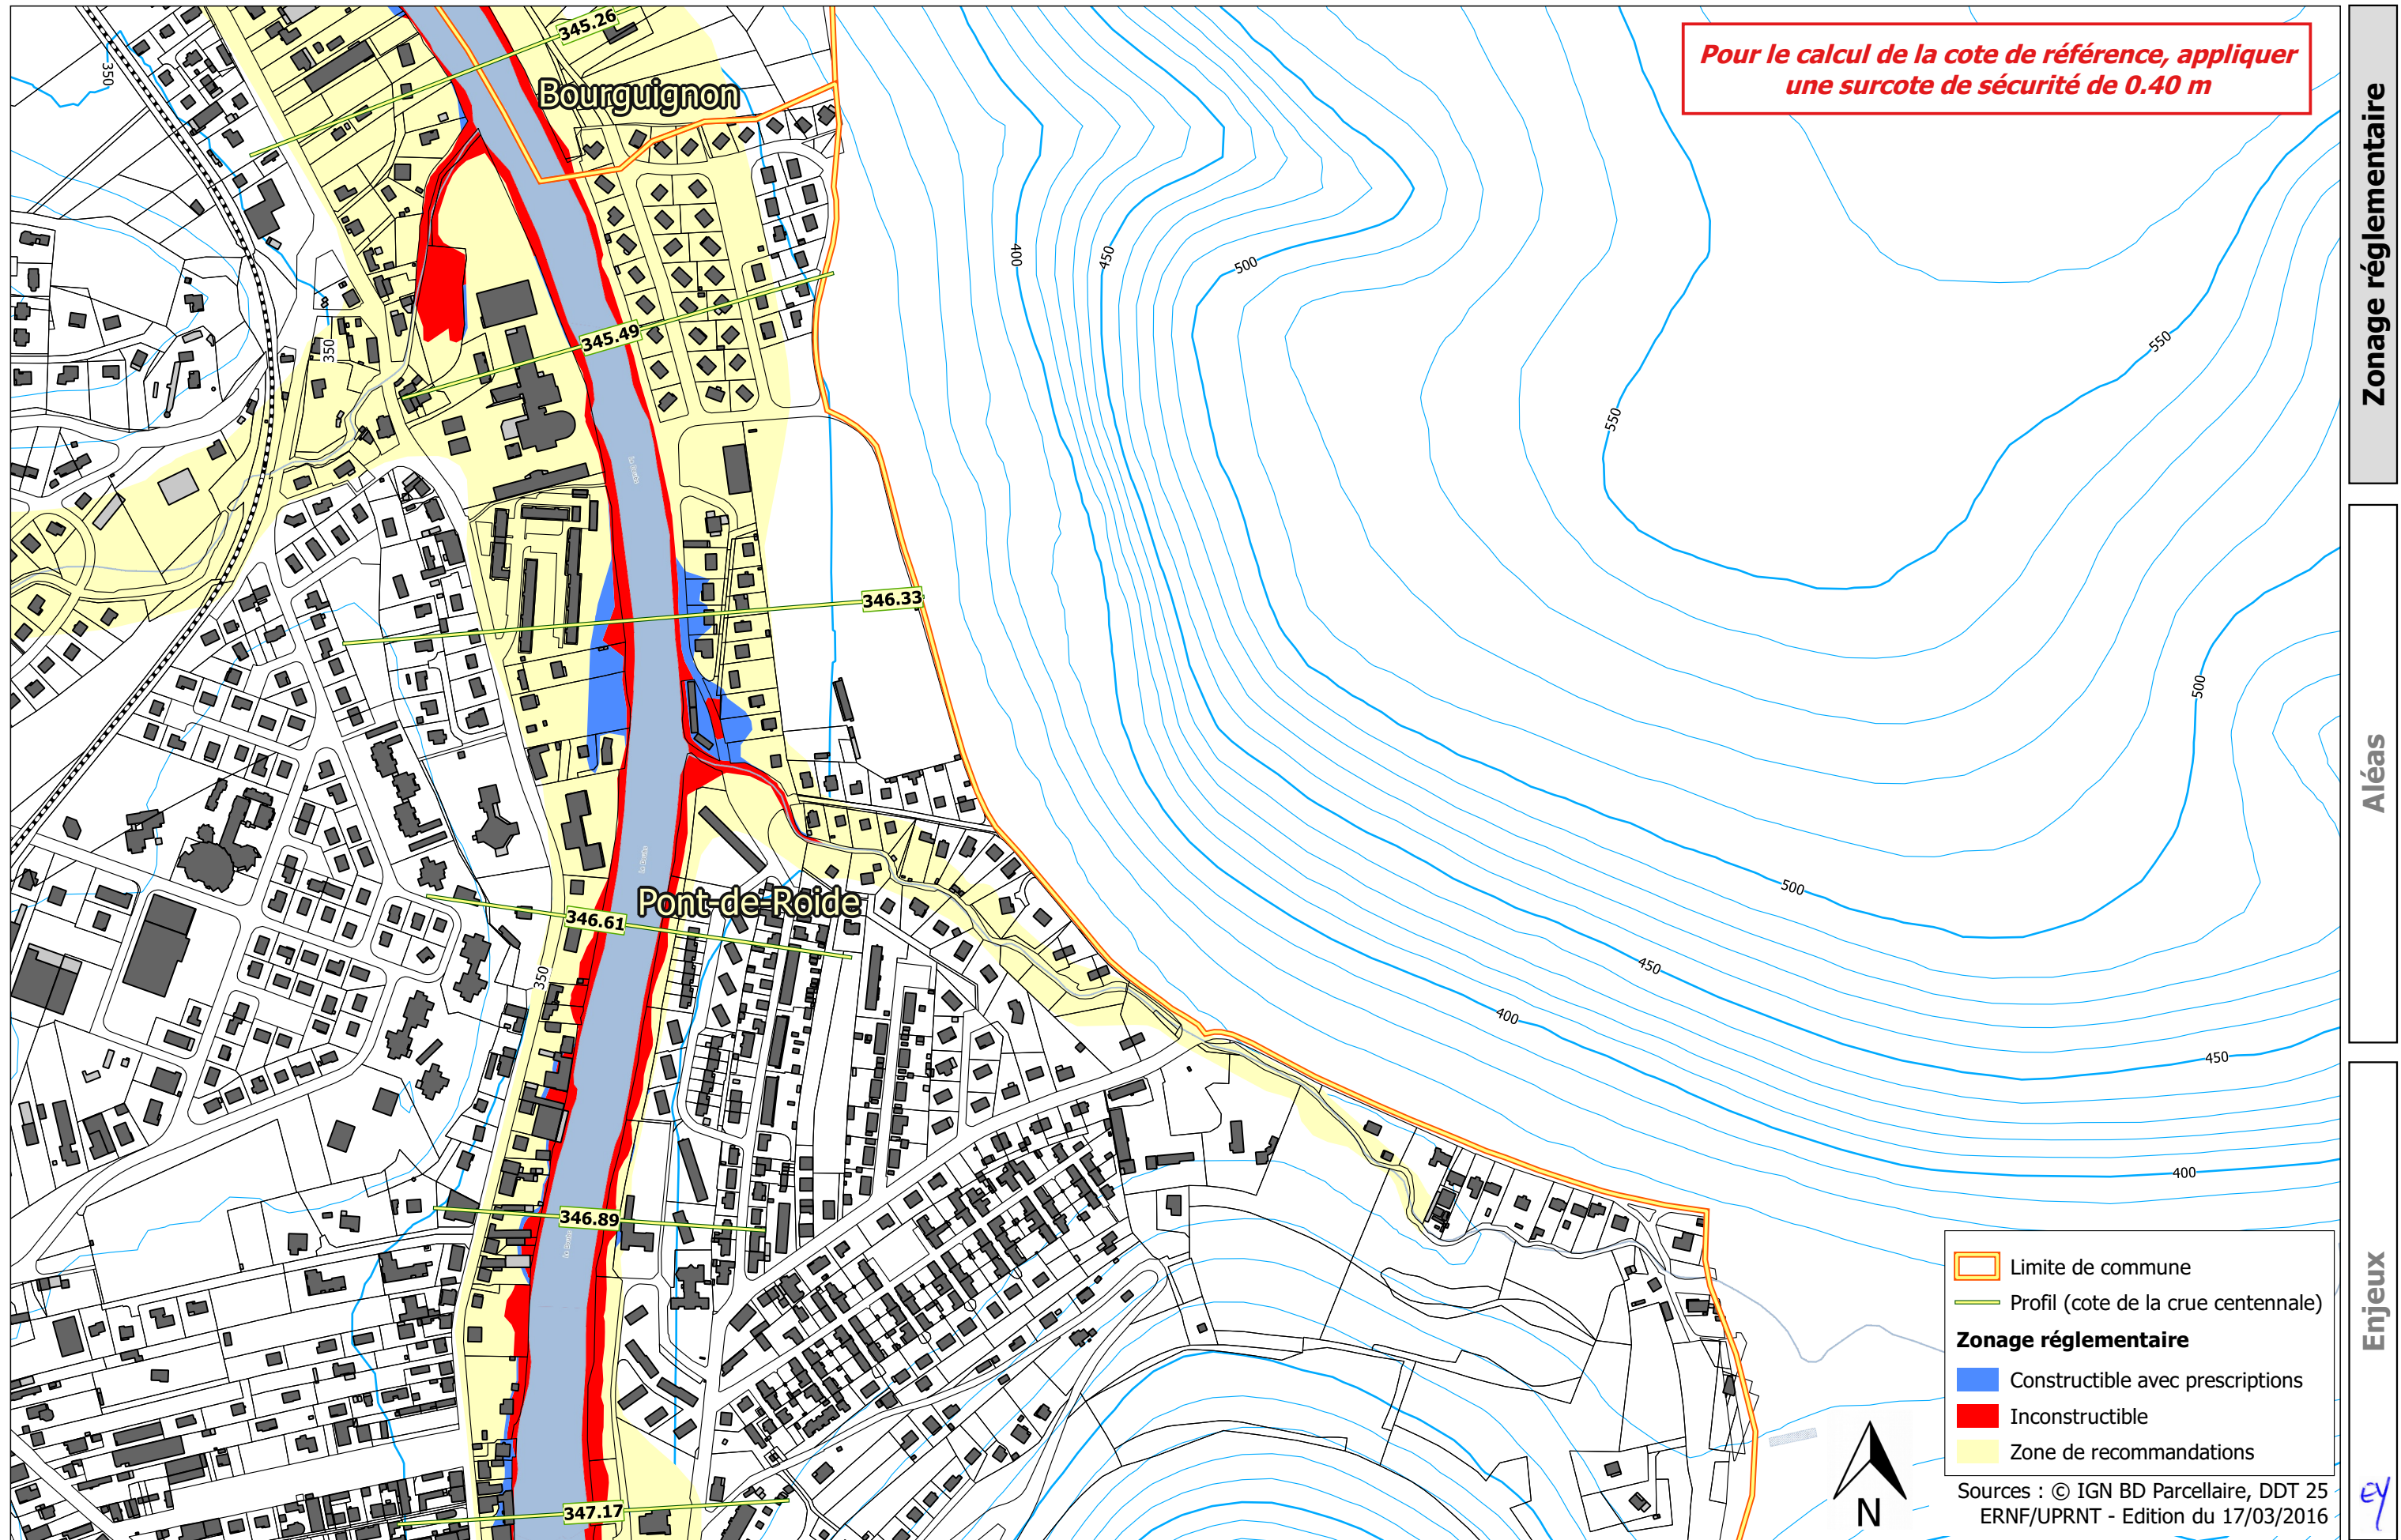 345.26
Bourguignon
Pour le calcul de la cote de référence, appliquer
une surcote de sécurité de 0.40 m
Zonage réglementaire
350
400
450
500
345.49
350
550
550
346.33
500
Aléas
500
Pont-de-Roide
346.61
350
450
400
450
400
346.89
Limite de commune
Profil (cote de la crue centennale)
Zonage réglementaire
Constructible avec prescriptions
Inconstructible
Zone de recommandations
Enjeux
347.17
N
Sources : © IGN BD Parcellaire, DDT 25
ERNF/UPRNT - Edition du 17/03/2016
EY